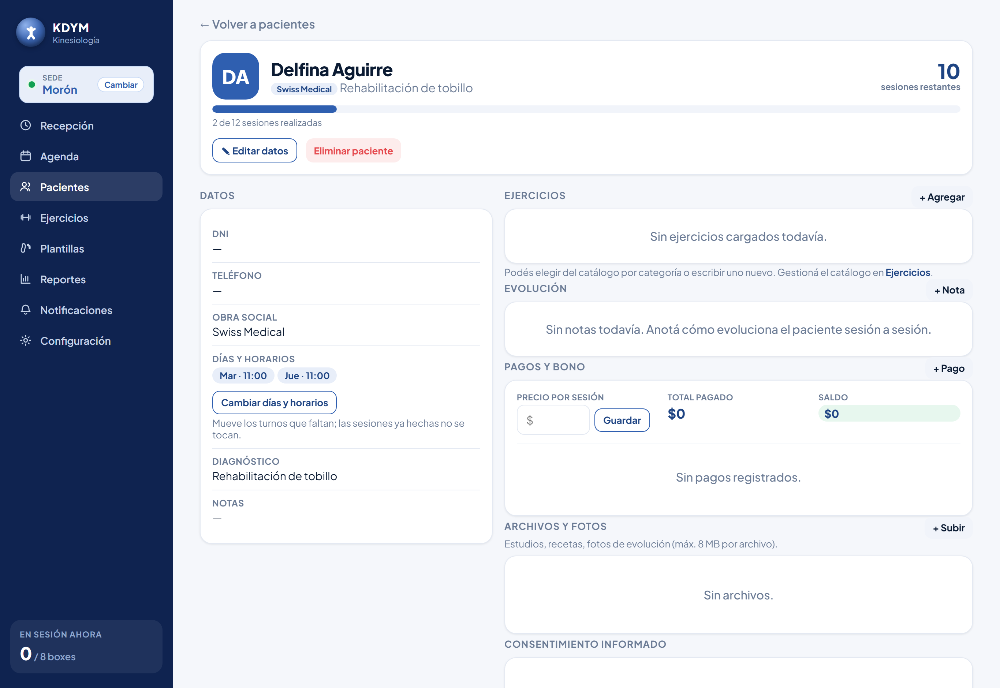 KDYM
Kinesiología
SEDE
Morón
Cambiar
Recepción
Agenda
Pacientes
Ejercicios
Plantillas
Reportes
Notificaciones
Configuración
EN SESIÓN AHORA
0 / 8 boxes
← Volver a pacientes
DA
Delfina Aguirre
Swiss Medical Rehabilitación de tobillo
10
sesiones restantes
2 de 12 sesiones realizadas
Editar datos
Eliminar paciente
DATOS
DNI
—
TELÉFONO
—
OBRA SOCIAL
Swiss Medical
DÍAS Y HORARIOS
Mar · 11:00 Jue · 11:00
Cambiar días y horarios
Mueve los turnos que faltan; las sesiones ya hechas no se
tocan.
DIAGNÓSTICO
Rehabilitación de tobillo
NOTAS
—
EJERCICIOS
+ Agregar
Sin ejercicios cargados todavía.
Podés elegir del catálogo por categoría o escribir uno nuevo. Gestioná el catálogo en Ejercicios.
EVOLUCIÓN
+ Nota
Sin notas todavía. Anotá cómo evoluciona el paciente sesión a sesión.
PAGOS Y BONO
+ Pago
PRECIO POR SESIÓN
$
Guardar
TOTAL PAGADO
$0
SALDO
$0
Sin pagos registrados.
ARCHIVOS Y FOTOS
+ Subir
Estudios, recetas, fotos de evolución (máx. 8 MB por archivo).
Sin archivos.
CONSENTIMIENTO INFORMADO